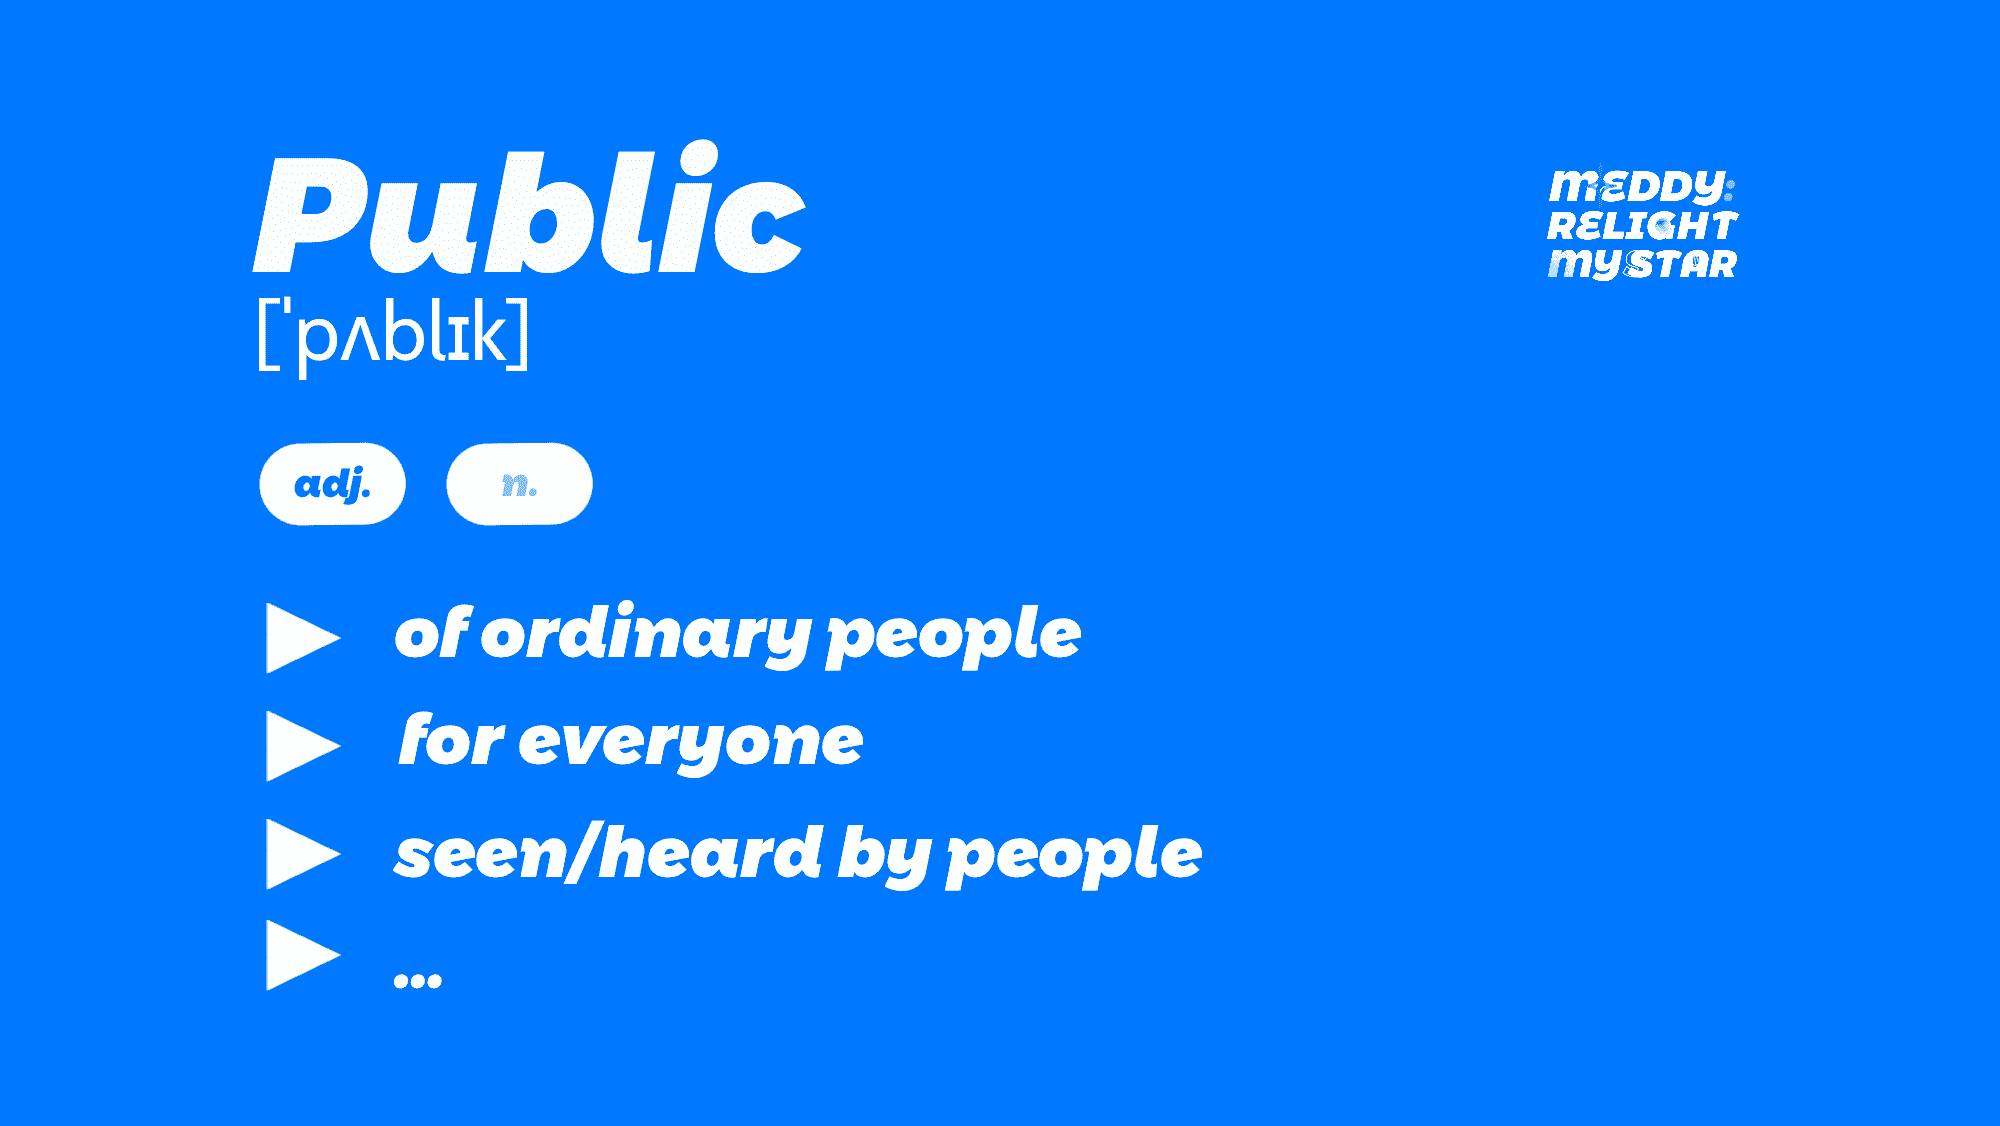 Public
[ˈpʌblɪk]
adj. n.
of ordinary people
for everyone
seen/heard by people
...
MEDDY:
RELIGHT
MYSTAR